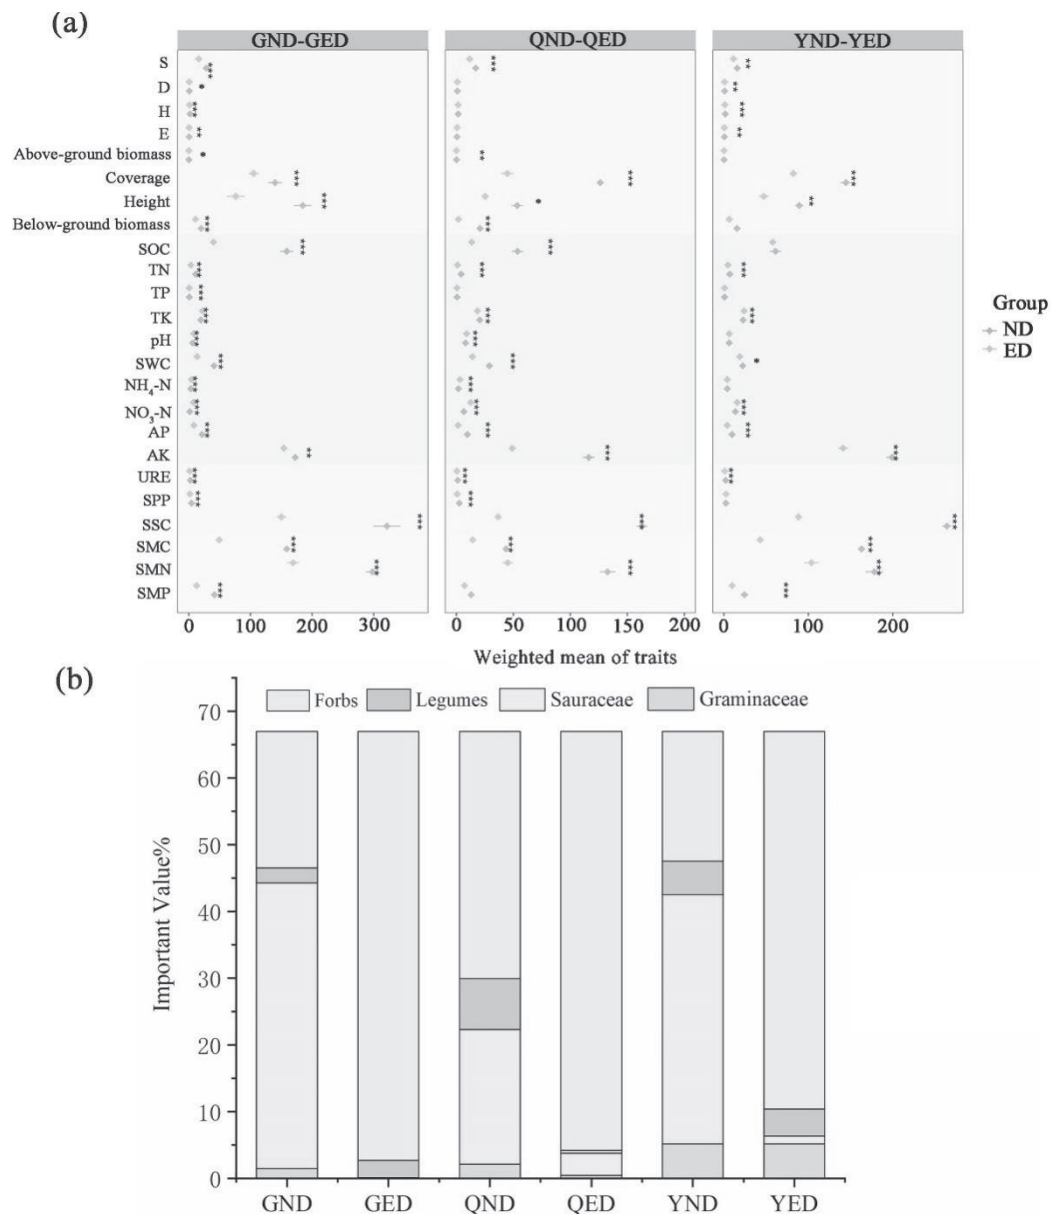 (a)
GND-GED QND-QED YND-YED
S *** *** **
D * **
H *** ***
E ** **
Above-ground biomass * **
Coverage *** *** ***
Height *** * **
Below-ground biomass *** ***
SOC *** ***
TN *** *** ***
TP ***
TK *** *** ***
pH *** ***
SWC *** *** *
NH₄-N *** ***
NO₃-N *** *** ***
AP *** *** ***
AK ** *** ***
URE *** *** ***
SPP *** ***
SSC *** *** ***
SMC *** *** ***
SMN *** *** ***
SMP *** ***
Group
ND
ED
0 100 200 300 0 50 100 150 200 0 100 200
Weighted mean of traits
(b)
Forbs Legumes Sauraceae Graminaceae
Important Value%
70
60
50
40
30
20
10
0
GND GED QND QED YND YED